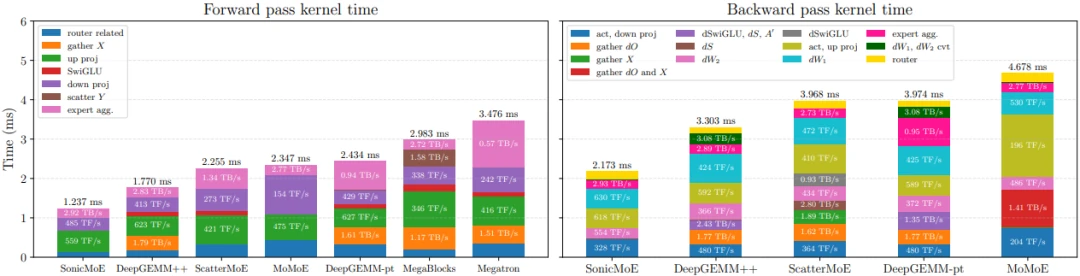 Forward pass kernel time
Time (ms)
6
5
4
3
2
1
0
router related
gather X
up proj
SwiGLU
down proj
scatter Y
expert agg.
1.237 ms
2.92 TB/s
485 TF/s
559 TF/s
1.770 ms
2.83 TB/s
413 TF/s
623 TF/s
1.79 TB/s
2.255 ms
1.34 TB/s
273 TF/s
421 TF/s
2.347 ms
2.77 TB/s
154 TF/s
475 TF/s
2.434 ms
0.94 TB/s
429 TF/s
627 TF/s
1.61 TB/s
2.983 ms
2.72 TB/s
1.58 TB/s
338 TF/s
346 TF/s
1.17 TB/s
3.476 ms
0.57 TB/s
242 TF/s
416 TF/s
1.51 TB/s
SonicMoE DeepGEMM++ ScatterMoE MoMoE DeepGEMM-pt MegaBlocks Megatron
Backward pass kernel time
act, down proj
gather dO
gather X
gather dO and X
dSwiGLU, dS, A′
dS
dW₂
dSwiGLU
act, up proj
dW₁
expert agg.
dW₁, dW₂ cvt
router
2.173 ms
2.93 TB/s
630 TF/s
618 TF/s
554 TF/s
328 TF/s
3.303 ms
3.08 TB/s
2.89 TB/s
424 TF/s
592 TF/s
366 TF/s
2.43 TB/s
1.77 TB/s
480 TF/s
3.968 ms
2.73 TB/s
472 TF/s
410 TF/s
0.93 TB/s
434 TF/s
2.80 TB/s
1.89 TB/s
1.62 TB/s
364 TF/s
3.974 ms
3.08 TB/s
0.95 TB/s
425 TF/s
589 TF/s
372 TF/s
1.35 TB/s
1.77 TB/s
480 TF/s
4.678 ms
2.77 TB/s
530 TF/s
196 TF/s
486 TF/s
1.41 TB/s
204 TF/s
SonicMoE DeepGEMM++ ScatterMoE DeepGEMM-pt MoMoE